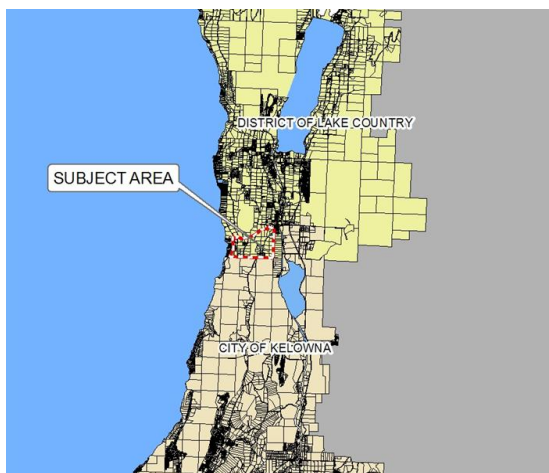 DISTRICT OF LAKE COUNTRY
SUBJECT AREA
CITY OF KELOWNA